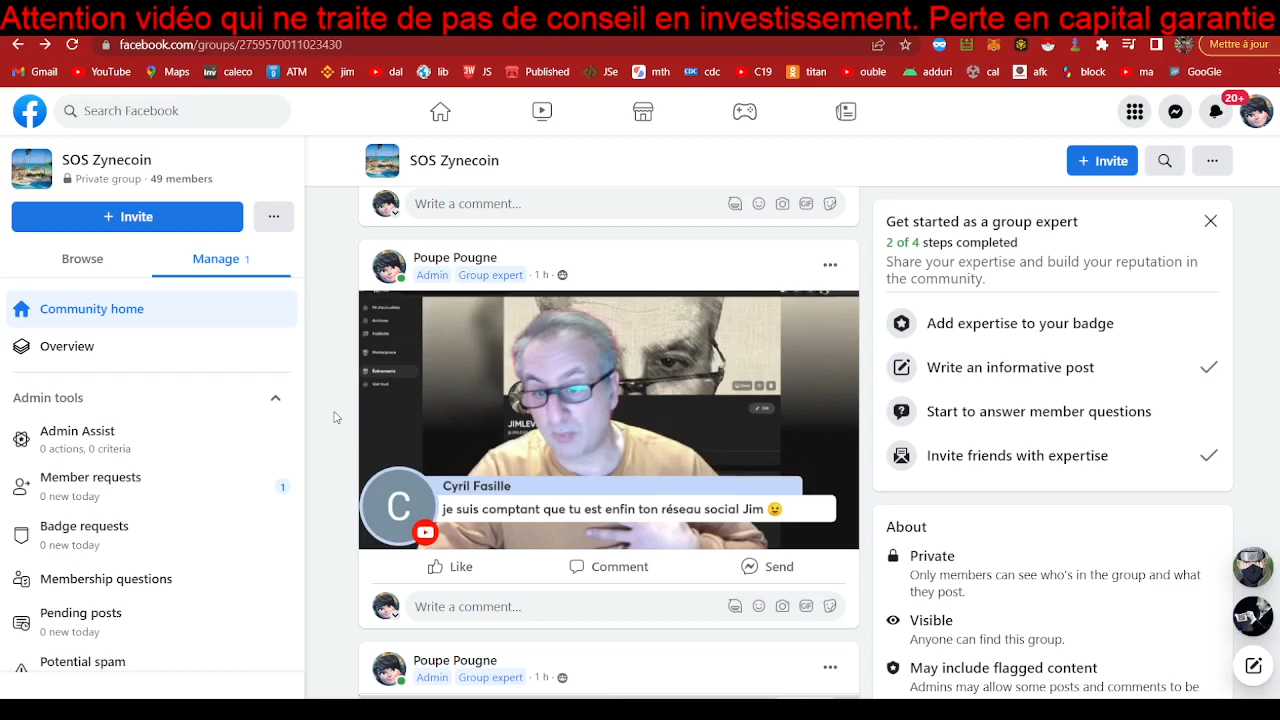 Attention vidéo qui ne traite de pas de conseil en investissement. Perte en capital garantie
facebook.com/groups/2759570011023430
Mettre à jour
Gmail YouTube Maps caleco ATM jim dal lib JS Published JSe mth cdc C19 titan ouble adduri cal afk block ma GooGle
Search Facebook
20+
SOS Zynecoin
Private group · 49 members
+ Invite
Browse
Manage 1
Community home
Overview
Admin tools
Admin Assist
0 actions, 0 criteria
Member requests
0 new today
1
Badge requests
0 new today
Membership questions
Pending posts
0 new today
Potential spam
SOS Zynecoin
+ Invite
Write a comment...
Poupe Pougne
Admin Group expert · 1 h ·
Cyril Fasille
C
je suis comptant que tu est enfin ton réseau social Jim 😉
Like Comment Send
Write a comment...
Poupe Pougne
Admin Group expert · 1 h ·
Get started as a group expert
2 of 4 steps completed
Share your expertise and build your reputation in
the community.
Add expertise to your badge
Write an informative post
Start to answer member questions
Invite friends with expertise
About
Private
Only members can see who's in the group and what
they post.
Visible
Anyone can find this group.
May include flagged content
Admins may allow some posts and comments to be